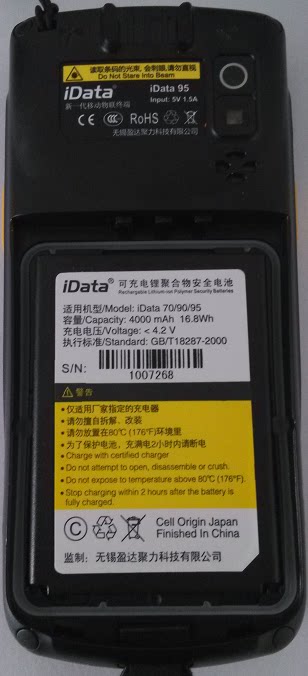 读取条码的光束, 会刺眼,请勿直视
Do Not Stare Into Beam
iData® iData 95
新一代移动物联终端 Input: 5V 1.5A
CE CCC RoHS
无锡盈达聚力科技有限公司
iData® 可充电锂聚合物安全电池
Rechargeable Lithium-ion Polymer Security Batteries
适用机型/Model: iData 70/90/95
容量/Capacity: 4000 mAh 16.8Wh
充电电压/Voltage: < 4.2 V
执行标准/Standard: GB/T18287-2000
S/N:
1007268
警告
• 仅适用厂家指定的充电器
• 请勿擅自拆解、改装
• 请勿放置在80℃ (176°F)环境里
• 为了保护电池，充满电2小时内请断电
• Charge with certified charger
• Do not attempt to open, disassemble or crush.
• Do not expose to temperature above 80℃ (176°F).
• Stop charging within 2 hours after the battery is
fully charged.
Cell Origin Japan
Finished In China
监制：无锡盈达聚力科技有限公司